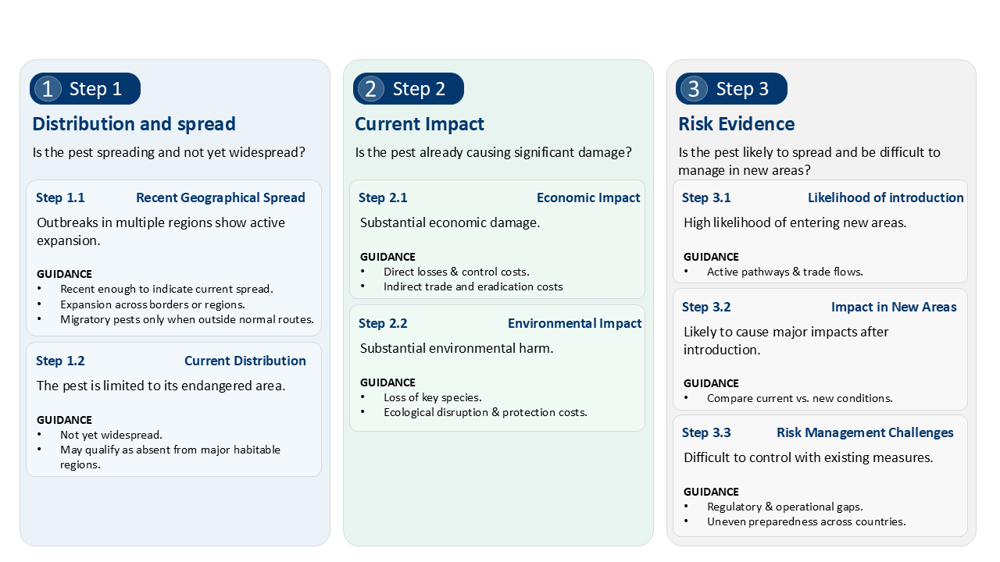 1 Step 1
Distribution and spread
Is the pest spreading and not yet widespread?
Step 1.1 Recent Geographical Spread
Outbreaks in multiple regions show active
expansion.
GUIDANCE
• Recent enough to indicate current spread.
• Expansion across borders or regions.
• Migratory pests only when outside normal routes.
Step 1.2 Current Distribution
The pest is limited to its endangered area.
GUIDANCE
• Not yet widespread.
• May qualify as absent from major habitable
regions.
2 Step 2
Current Impact
Is the pest already causing significant damage?
Step 2.1 Economic Impact
Substantial economic damage.
GUIDANCE
• Direct losses & control costs.
• Indirect trade and eradication costs
Step 2.2 Environmental Impact
Substantial environmental harm.
GUIDANCE
• Loss of key species.
• Ecological disruption & protection costs.
3 Step 3
Risk Evidence
Is the pest likely to spread and be difficult to
manage in new areas?
Step 3.1 Likelihood of introduction
High likelihood of entering new areas.
GUIDANCE
• Active pathways & trade flows.
Step 3.2 Impact in New Areas
Likely to cause major impacts after
introduction.
GUIDANCE
• Compare current vs. new conditions.
Step 3.3 Risk Management Challenges
Difficult to control with existing measures.
GUIDANCE
• Regulatory & operational gaps.
• Uneven preparedness across countries.